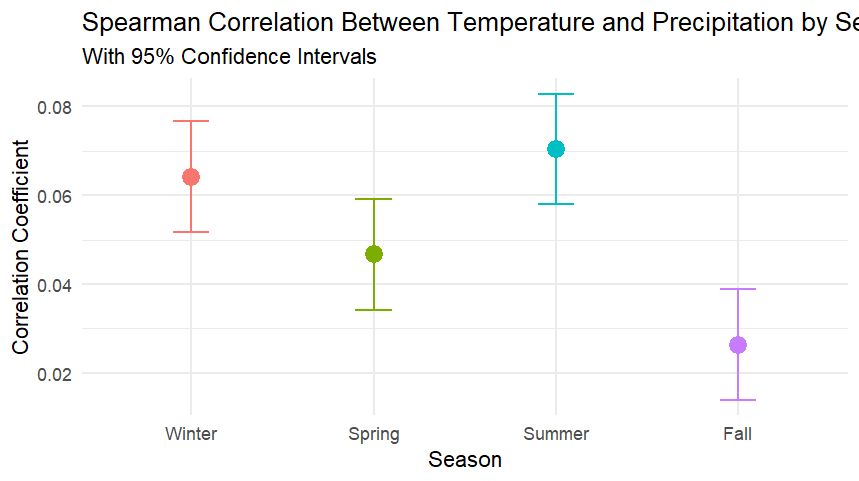 Spearman Correlation Between Temperature and Precipitation by Se
With 95% Confidence Intervals
Correlation Coefficient
0.08
0.06
0.04
0.02
Winter
Spring
Summer
Fall
Season